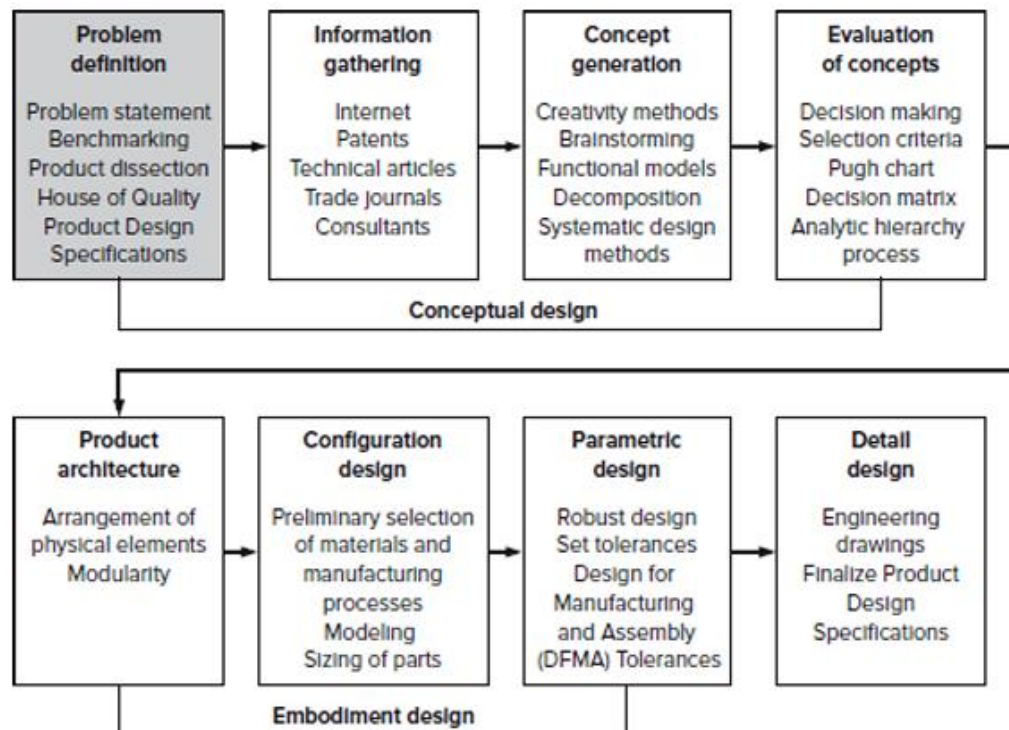 Problem
definition
Problem statement
Benchmarking
Product dissection
House of Quality
Product Design
Specifications
Information
gathering
Internet
Patents
Technical articles
Trade journals
Consultants
Concept
generation
Creativity methods
Brainstorming
Functional models
Decomposition
Systematic design
methods
Evaluation
of concepts
Decision making
Selection criteria
Pugh chart
Decision matrix
Analytic hierarchy
process
Conceptual design
Product
architecture
Arrangement of
physical elements
Modularity
Configuration
design
Preliminary selection
of materials and
manufacturing
processes
Modeling
Sizing of parts
Parametric
design
Robust design
Set tolerances
Design for
Manufacturing
and Assembly
(DFMA) Tolerances
Detail
design
Engineering
drawings
Finalize Product
Design
Specifications
Embodiment design